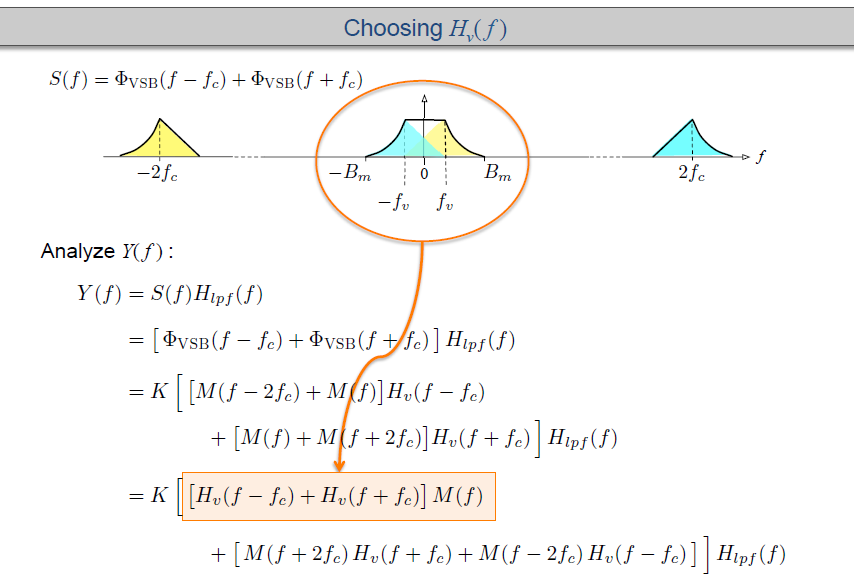 Choosing H_v(f)
S(f) = Φ_VSB(f − f_c) + Φ_VSB(f + f_c)
f
−2f_c −B_m 0 B_m 2f_c
−f_v f_v
Analyze Y(f) :
Y(f) = S(f)H_lpf(f)
= [ Φ_VSB(f − f_c) + Φ_VSB(f + f_c) ] H_lpf(f)
= K [ [M(f − 2f_c) + M(f)] H_v(f − f_c)
+ [M(f) + M(f + 2f_c)] H_v(f + f_c) ] H_lpf(f)
= K [ [H_v(f − f_c) + H_v(f + f_c)] M(f)
+ [ M(f + 2f_c) H_v(f + f_c) + M(f − 2f_c) H_v(f − f_c) ] ] H_lpf(f)